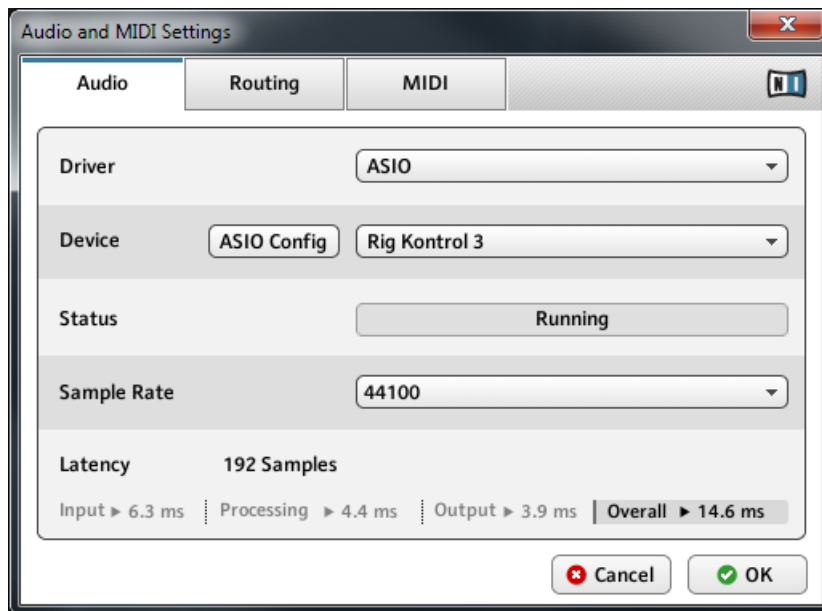 Audio and MIDI Settings
Audio Routing MIDI NI
Driver ASIO
Device ASIO Config Rig Kontrol 3
Status Running
Sample Rate 44100
Latency 192 Samples
Input ▸ 6.3 ms Processing ▸ 4.4 ms Output ▸ 3.9 ms Overall ▸ 14.6 ms
Cancel OK